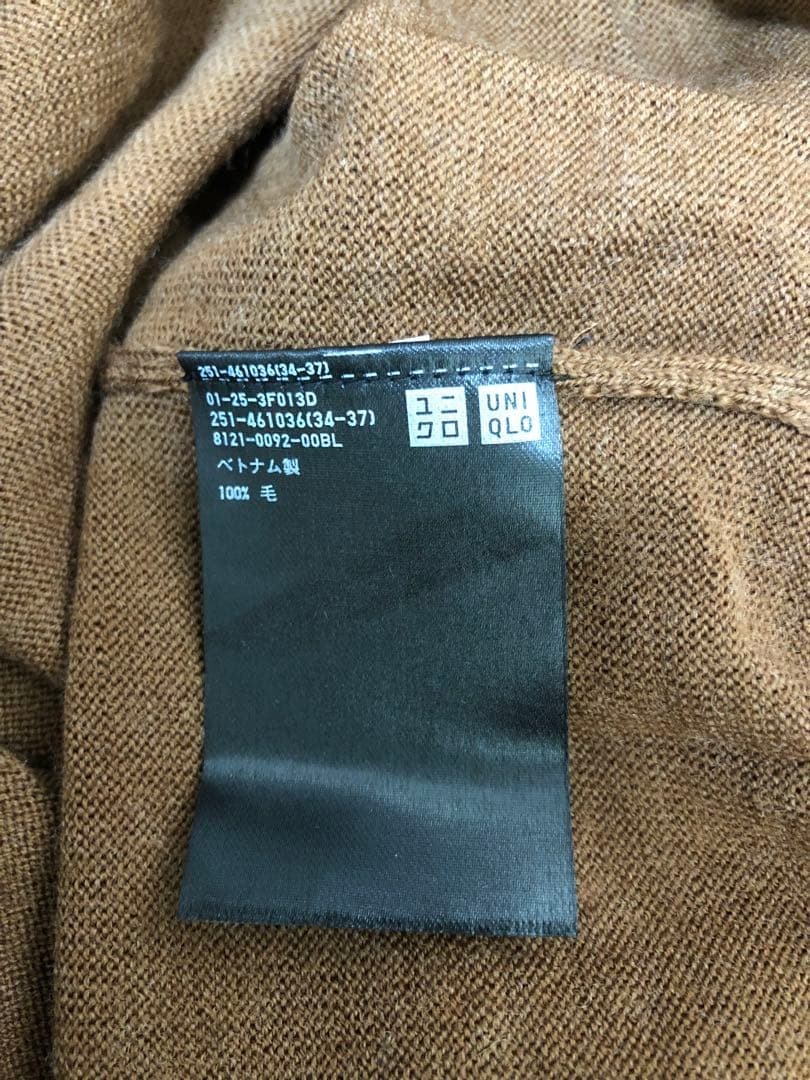 251-461036(34-37)
01-25-3F013D
251-461036(34-37)
8121-0092-00BL
ベトナム製
100% 毛
ユニ
クロ
UNI
QLO